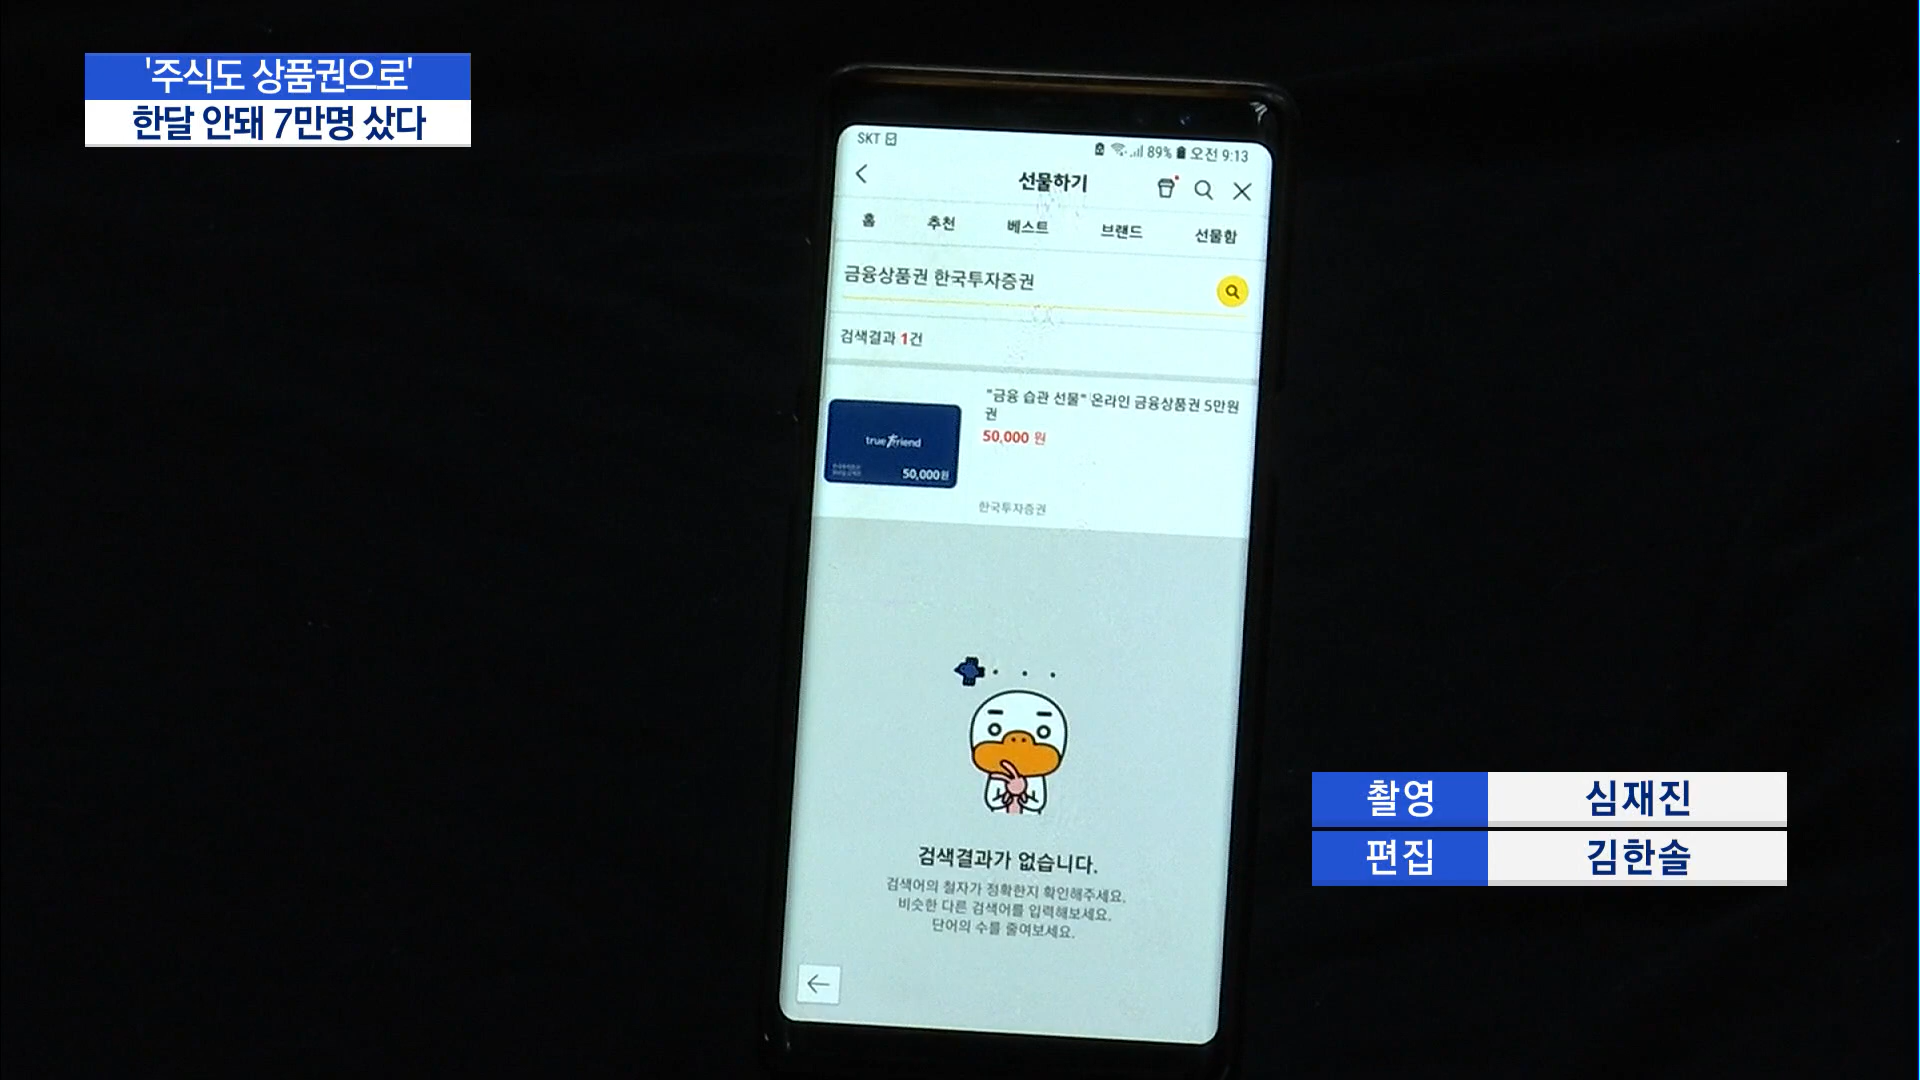 '주식도 상품권으로'
한달 안돼 7만명 샀다
SKT
89% 오전 9:13
선물하기
홈 추천 베스트 브랜드 선물함
금융상품권 한국투자증권
검색결과 1건
"금융 습관 선물" 온라인 금융상품권 5만원
권
50,000 원
true friend
50,000원
한국투자증권
검색결과가 없습니다.
검색어의 철자가 정확한지 확인해주세요.
비슷한 다른 검색어를 입력해보세요.
단어의 수를 줄여보세요.
촬영 심재진
편집 김한솔